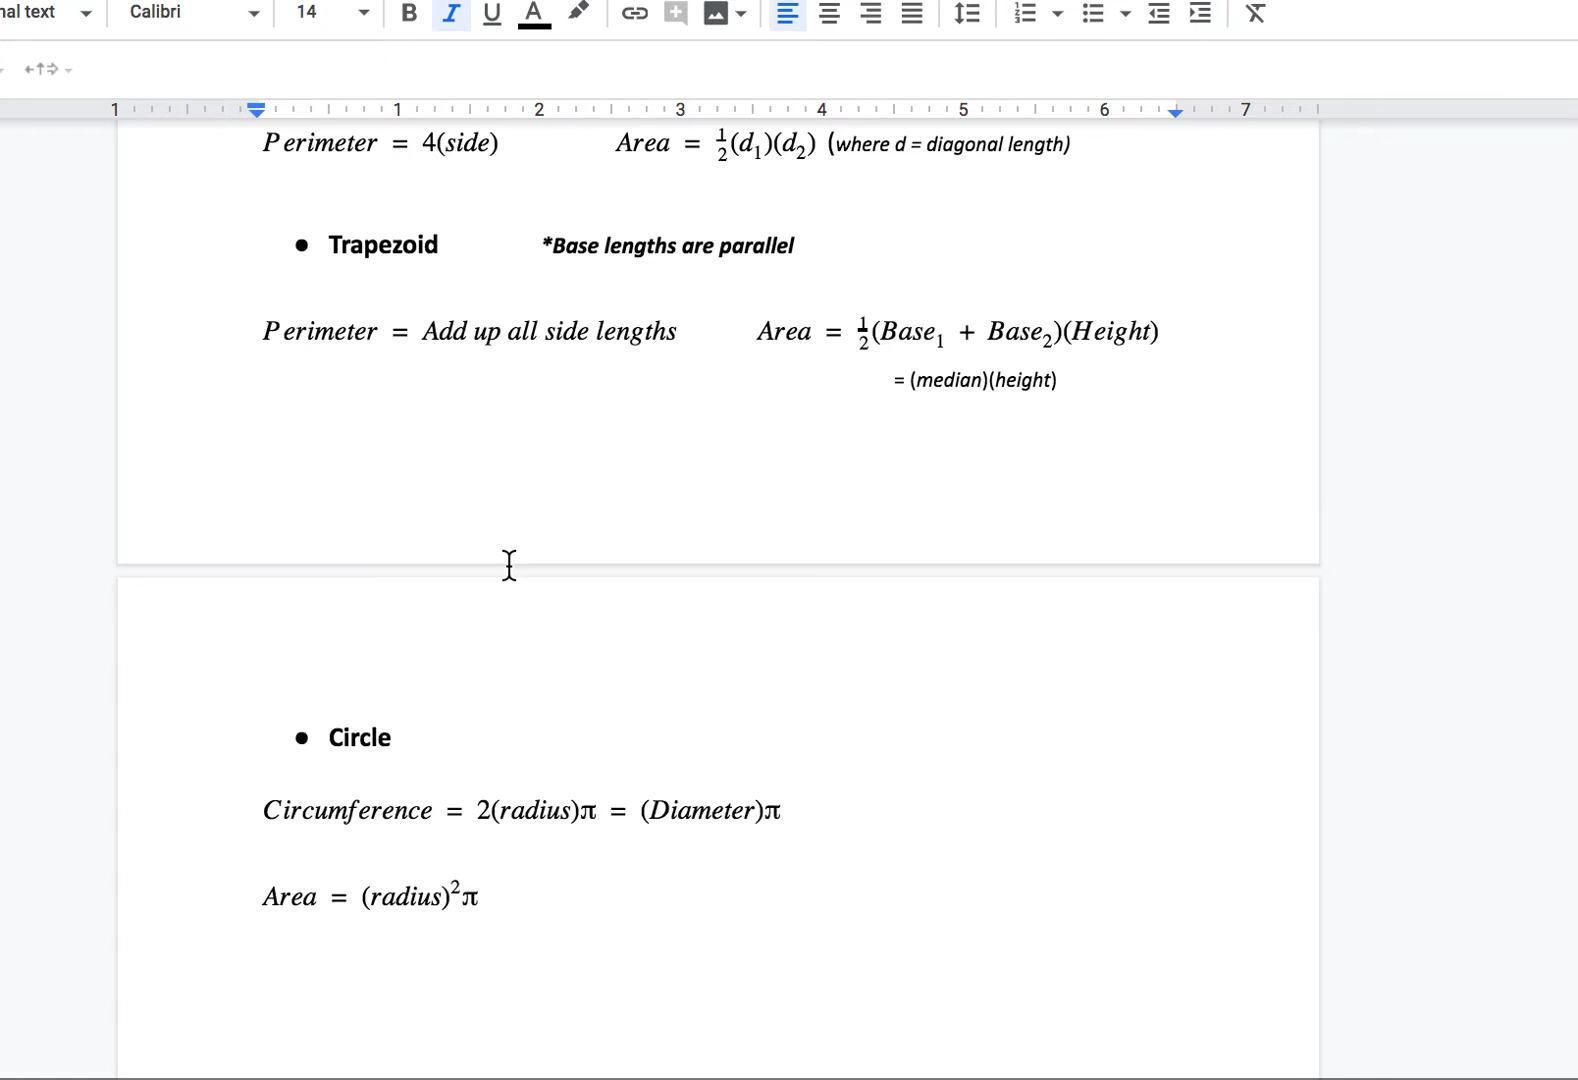 nal text Calibri 14 B I U A
1 1 2 3 4 5 6 7
Perimeter = 4(side) Area = ½(d₁)(d₂) (where d = diagonal length)
● Trapezoid *Base lengths are parallel
Perimeter = Add up all side lengths Area = ½(Base₁ + Base₂)(Height)
= (median)(height)
● Circle
Circumference = 2(radius)π = (Diameter)π
Area = (radius)²π